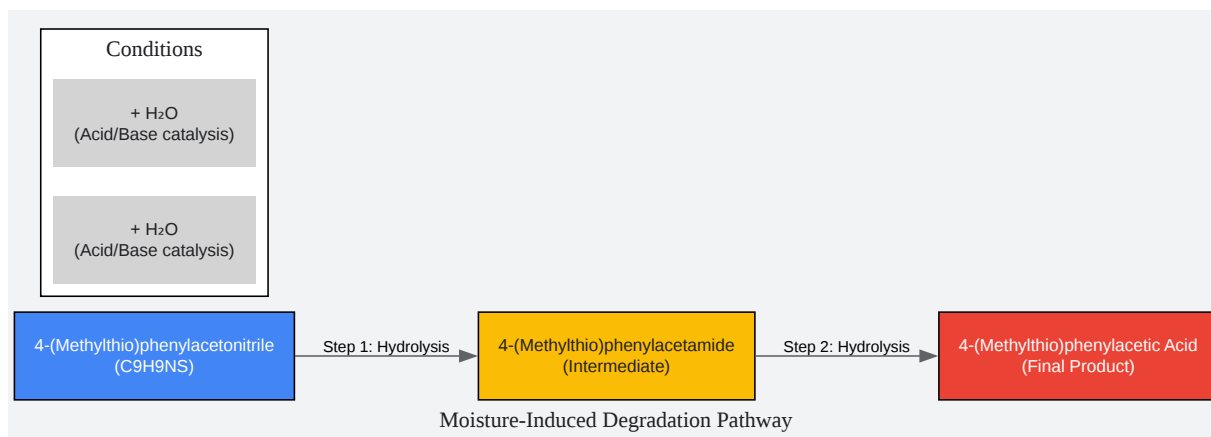 Conditions
+ H₂O
(Acid/Base catalysis)
+ H₂O
(Acid/Base catalysis)
4-(Methylthio)phenylacetonitrile
(C9H9NS)
Step 1: Hydrolysis
4-(Methylthio)phenylacetamide
(Intermediate)
Step 2: Hydrolysis
4-(Methylthio)phenylacetic Acid
(Final Product)
Moisture-Induced Degradation Pathway